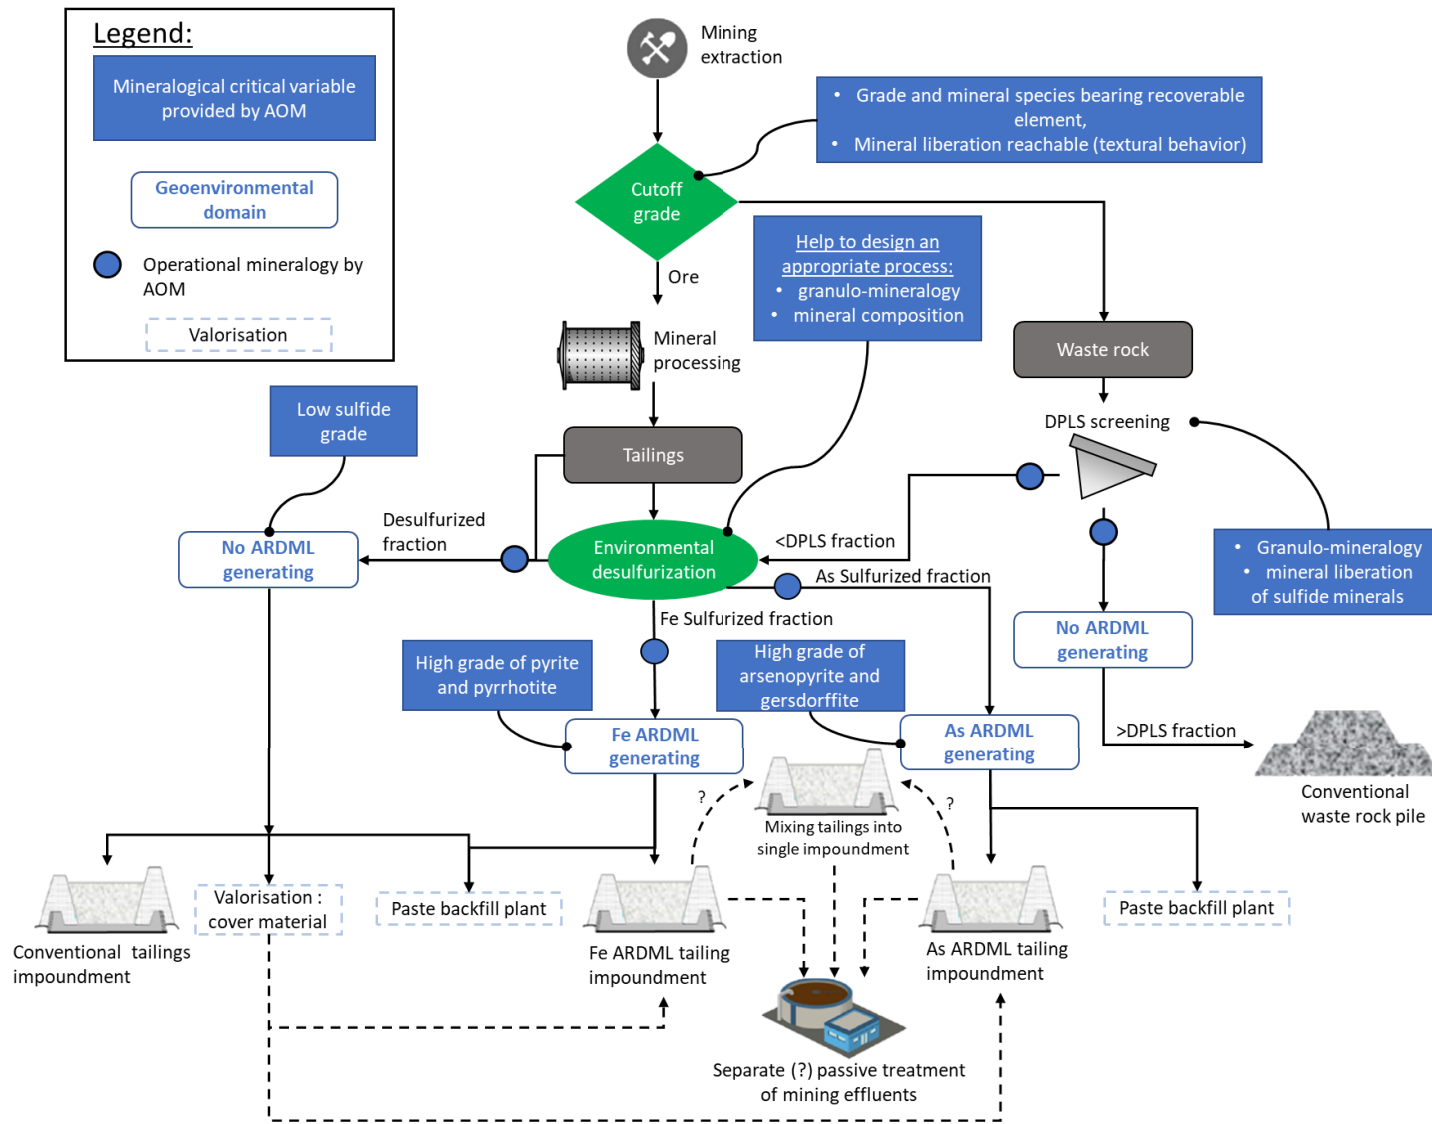 Legend:
Mineralogical critical variable
provided by AOM
Geoenvironmental
domain
Operational mineralogy by
AOM
Valorisation
Mining
extraction
• Grade and mineral species bearing recoverable
element,
• Mineral liberation reachable (textural behavior)
Cutoff
grade
Ore
Help to design an
appropriate process:
• granulo-mineralogy
• mineral composition
Mineral
processing
Waste rock
Low sulfide
grade
DPLS screening
Tailings
Desulfurized
fraction
No ARDML
generating
Environmental
desulfurization
<DPLS fraction
As Sulfurized fraction
Fe Sulfurized fraction
• Granulo-mineralogy
• mineral liberation
of sulfide minerals
No ARDML
generating
High grade of pyrite
and pyrrhotite
High grade of
arsenopyrite and
gersdorffite
Fe ARDML
generating
As ARDML
generating
>DPLS fraction
Conventional
waste rock pile
?
?
Mixing tailings into
single impoundment
Valorisation :
cover material
Paste backfill plant
Paste backfill plant
Conventional tailings
impoundment
Fe ARDML tailing
impoundment
As ARDML tailing
impoundment
Separate (?) passive treatment
of mining effluents